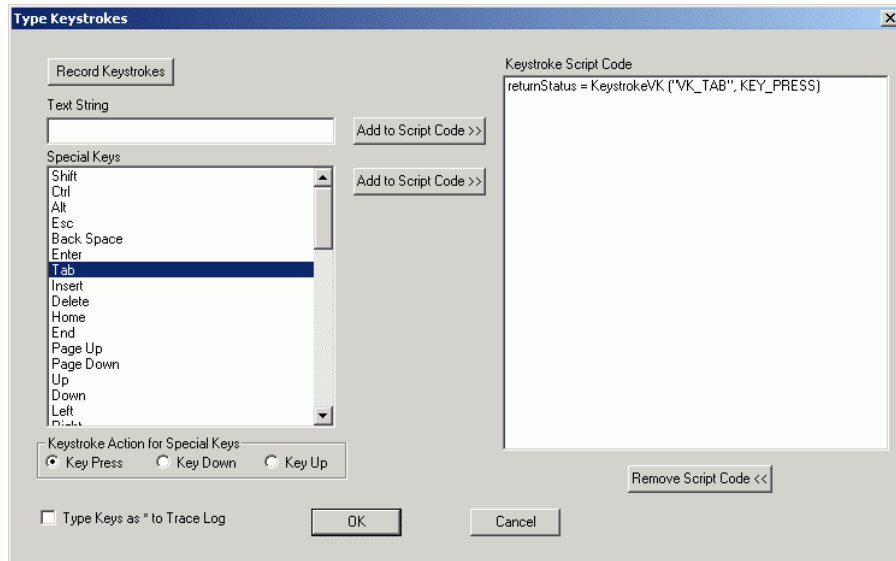 Type Keystrokes
Record Keystrokes
Text String
Add to Script Code >>
Special Keys
Shift
Ctrl
Alt
Esc
Back Space
Enter
Tab
Insert
Delete
Home
End
Page Up
Page Down
Up
Down
Left
Right
Add to Script Code >>
Keystroke Action for Special Keys
Key Press
Key Down
Key Up
Type Keys as * to Trace Log
OK
Cancel
Keystroke Script Code
returnStatus = KeystrokeVK ("VK_TAB", KEY_PRESS)
Remove Script Code <<